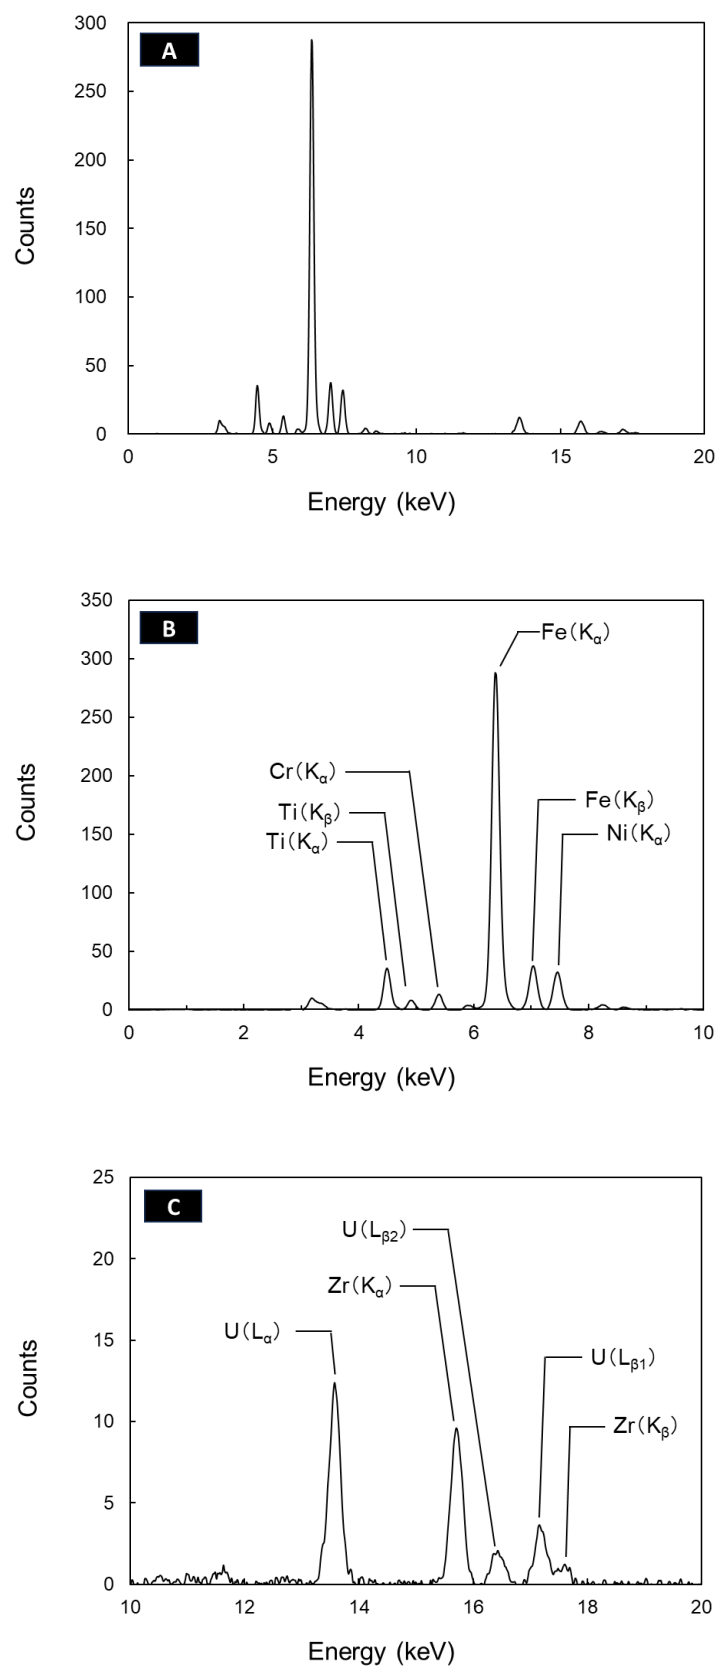 A
300
250
200
150
100
50
0
Counts
0 5 10 15 20
Energy (keV)
B
350
300
250
200
150
100
50
0
Counts
Fe(Kα)
Cr(Kα)
Ti(Kβ)
Ti(Kα)
Fe(Kβ)
Ni(Kα)
0 2 4 6 8 10
Energy (keV)
C
25
20
15
10
5
0
Counts
U(Lβ2)
Zr(Kα)
U(Lα)
U(Lβ1)
Zr(Kβ)
10 12 14 16 18 20
Energy (keV)